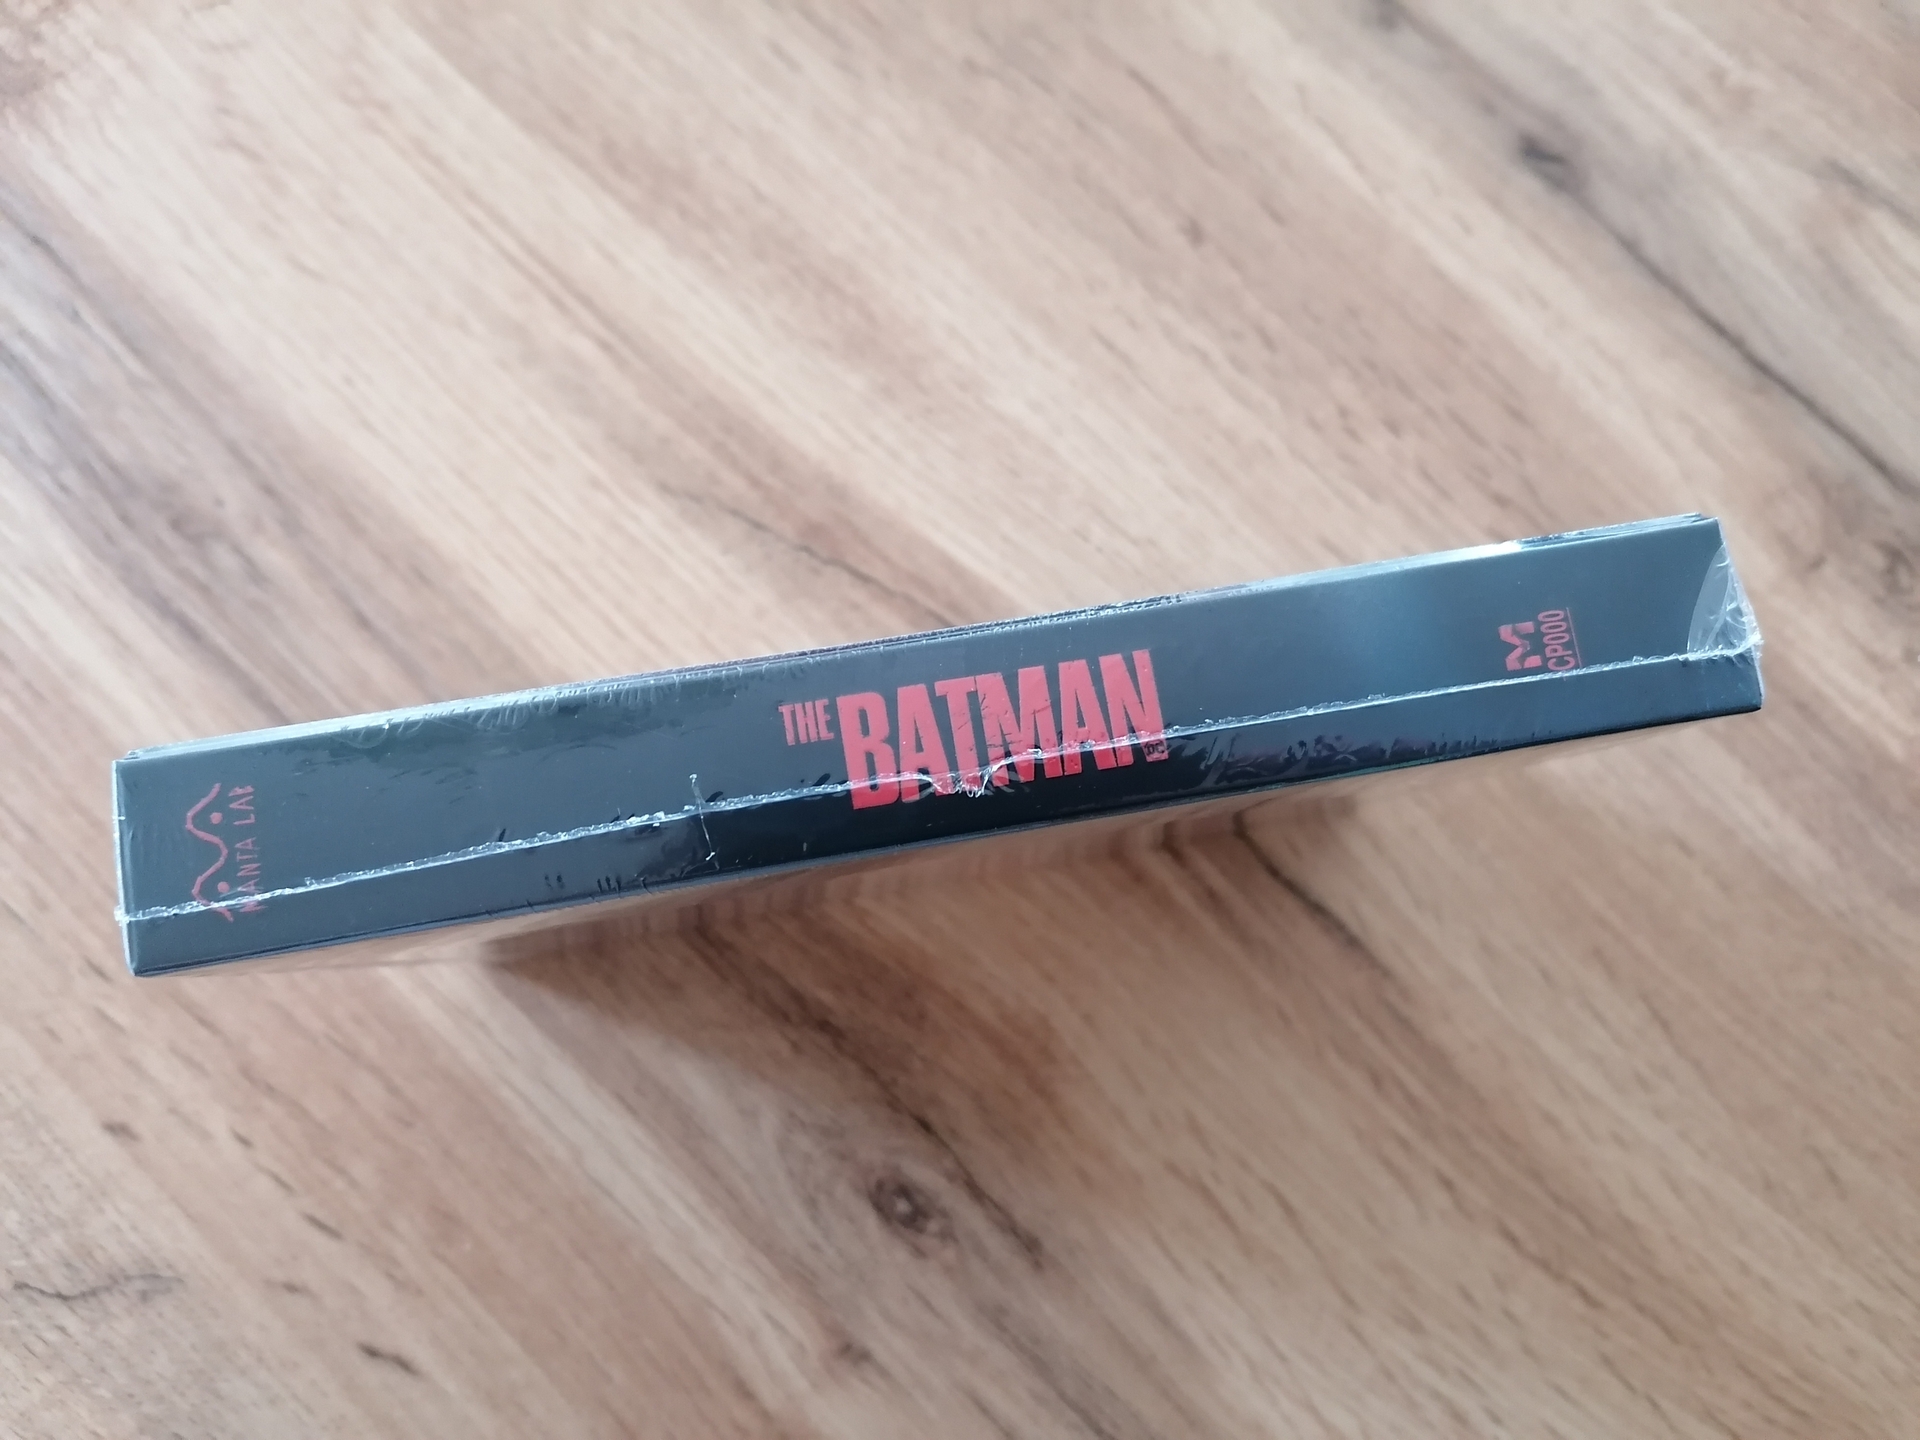 MANTA LAB
THE BATMAN
DC
M
CP000